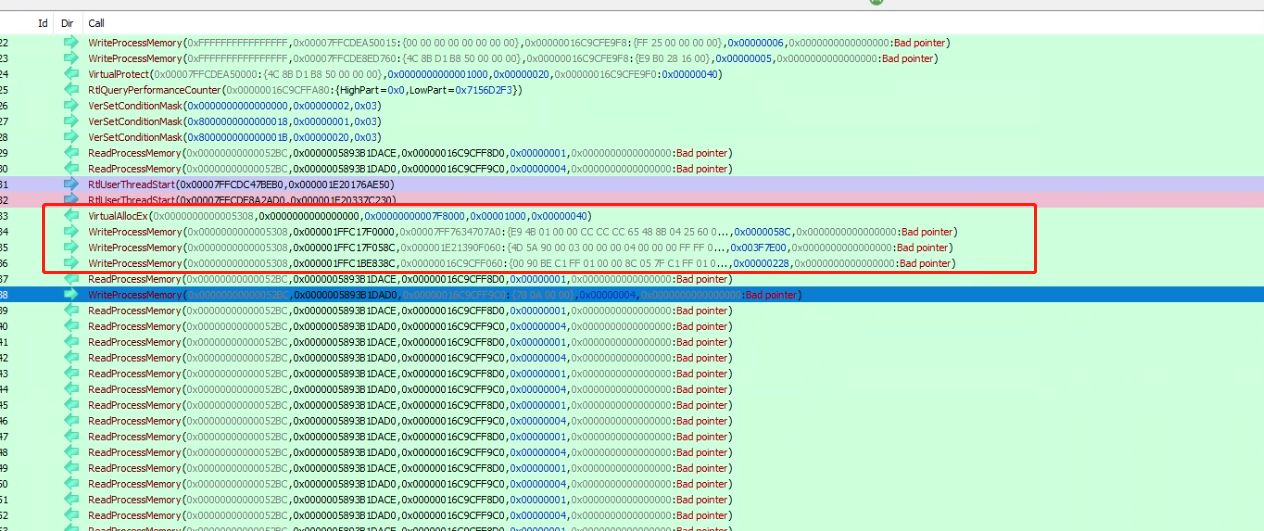 Id Dir Call
22 WriteProcessMemory(0xFFFFFFFFFFFFFFFF,0x00007FFCDEA50015:{00 00 00 00 00 00 00 00},0x00000016C9CFE9F8:{FF 25 00 00 00 00},0x00000006,0x0000000000000000:Bad pointer)
23 WriteProcessMemory(0xFFFFFFFFFFFFFFFF,0x00007FFCDE8ED760:{4C 8B D1 B8 50 00 00 00},0x00000016C9CFE9F8:{E9 B0 28 16 00},0x00000005,0x0000000000000000:Bad pointer)
24 VirtualProtect(0x00007FFCDEA50000:{4C 8B D1 B8 50 00 00 00},0x0000000000001000,0x00000020,0x00000016C9CFE9F0:0x00000040)
25 RtlQueryPerformanceCounter(0x00000016C9CFFA80:{HighPart=0x0,LowPart=0x7156D2F3})
26 VerSetConditionMask(0x0000000000000000,0x00000002,0x03)
27 VerSetConditionMask(0x8000000000000018,0x00000001,0x03)
28 VerSetConditionMask(0x800000000000001B,0x00000020,0x03)
29 ReadProcessMemory(0x00000000000052BC,0x0000005893B1DACE,0x00000016C9CFF8D0,0x00000001,0x0000000000000000:Bad pointer)
30 ReadProcessMemory(0x00000000000052BC,0x0000005893B1DAD0,0x00000016C9CFF9C0,0x00000004,0x0000000000000000:Bad pointer)
31 RtlUserThreadStart(0x00007FFCDC47BEB0,0x000001E20176AE50)
32 RtlUserThreadStart(0x00007FFCDE8A2AD0,0x000001E20337C230)
33 VirtualAllocEx(0x0000000000005308,0x0000000000000000,0x00000000007F8000,0x00001000,0x00000040)
34 WriteProcessMemory(0x0000000000005308,0x000001FFC17F0000,0x00007FF7634707A0:{E9 4B 01 00 00 CC CC CC 65 48 8B 04 25 60 0...,0x0000058C,0x0000000000000000:Bad pointer)
35 WriteProcessMemory(0x0000000000005308,0x000001FFC17F058C,0x000001E21390F060:{4D 5A 90 00 03 00 00 00 04 00 00 00 FF FF 0...,0x003F7E00,0x0000000000000000:Bad pointer)
36 WriteProcessMemory(0x0000000000005308,0x000001FFC1BE838C,0x00000016C9CFF060:{00 90 BE C1 FF 01 00 00 8C 05 7F C1 FF 01 0...,0x00000228,0x0000000000000000:Bad pointer)
37 ReadProcessMemory(0x00000000000052BC,0x0000005893B1DACE,0x00000016C9CFF8D0,0x00000001,0x0000000000000000:Bad pointer)
38 WriteProcessMemory(0x00000000000052BC,0x0000005893B1DAD0,0x00000016C9CFF9C0:{78 0A 00 00},0x00000004,0x0000000000000000:Bad pointer)
39 ReadProcessMemory(0x00000000000052BC,0x0000005893B1DACE,0x00000016C9CFF8D0,0x00000001,0x0000000000000000:Bad pointer)
40 ReadProcessMemory(0x00000000000052BC,0x0000005893B1DAD0,0x00000016C9CFF9C0,0x00000004,0x0000000000000000:Bad pointer)
41 ReadProcessMemory(0x00000000000052BC,0x0000005893B1DACE,0x00000016C9CFF8D0,0x00000001,0x0000000000000000:Bad pointer)
42 ReadProcessMemory(0x00000000000052BC,0x0000005893B1DAD0,0x00000016C9CFF9C0,0x00000004,0x0000000000000000:Bad pointer)
43 ReadProcessMemory(0x00000000000052BC,0x0000005893B1DACE,0x00000016C9CFF8D0,0x00000001,0x0000000000000000:Bad pointer)
44 ReadProcessMemory(0x00000000000052BC,0x0000005893B1DAD0,0x00000016C9CFF9C0,0x00000004,0x0000000000000000:Bad pointer)
45 ReadProcessMemory(0x00000000000052BC,0x0000005893B1DACE,0x00000016C9CFF8D0,0x00000001,0x0000000000000000:Bad pointer)
46 ReadProcessMemory(0x00000000000052BC,0x0000005893B1DAD0,0x00000016C9CFF9C0,0x00000004,0x0000000000000000:Bad pointer)
47 ReadProcessMemory(0x00000000000052BC,0x0000005893B1DACE,0x00000016C9CFF8D0,0x00000001,0x0000000000000000:Bad pointer)
48 ReadProcessMemory(0x00000000000052BC,0x0000005893B1DAD0,0x00000016C9CFF9C0,0x00000004,0x0000000000000000:Bad pointer)
49 ReadProcessMemory(0x00000000000052BC,0x0000005893B1DACE,0x00000016C9CFF8D0,0x00000001,0x0000000000000000:Bad pointer)
50 ReadProcessMemory(0x00000000000052BC,0x0000005893B1DAD0,0x00000016C9CFF9C0,0x00000004,0x0000000000000000:Bad pointer)
51 ReadProcessMemory(0x00000000000052BC,0x0000005893B1DACE,0x00000016C9CFF8D0,0x00000001,0x0000000000000000:Bad pointer)
52 ReadProcessMemory(0x00000000000052BC,0x0000005893B1DAD0,0x00000016C9CFF9C0,0x00000004,0x0000000000000000:Bad pointer)
ReadProcessMemory(0x00000000000052BC,0x0000005893B1DACE,0x00000016C9CFF8D0,0x00000001,0x0000000000000000:Bad pointer)